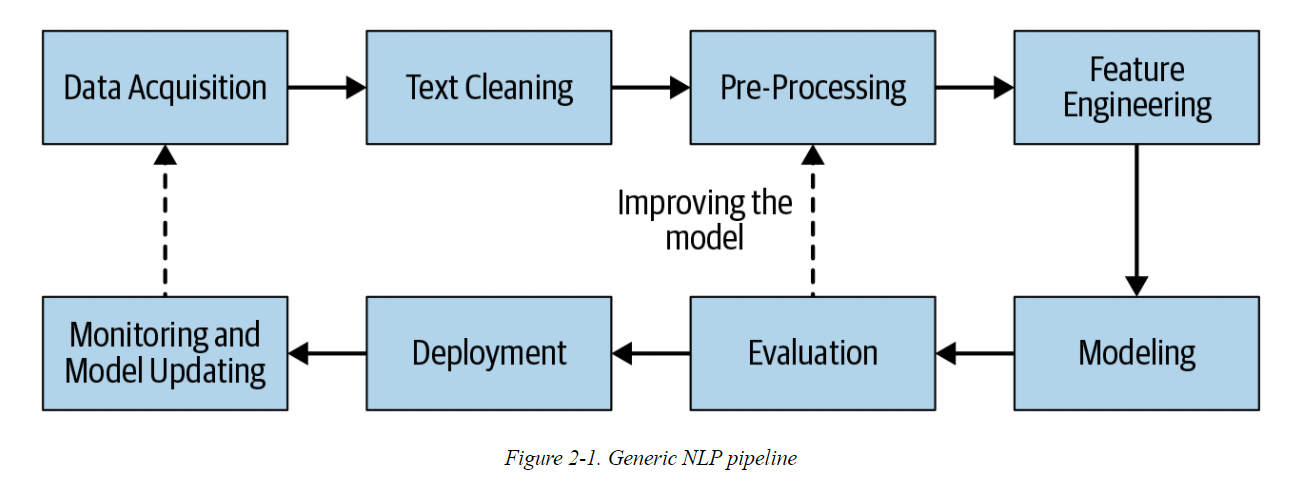 Data Acquisition
Text Cleaning
Pre-Processing
Feature
Engineering
Improving the
model
Monitoring and
Model Updating
Deployment
Evaluation
Modeling
Figure 2-1. Generic NLP pipeline